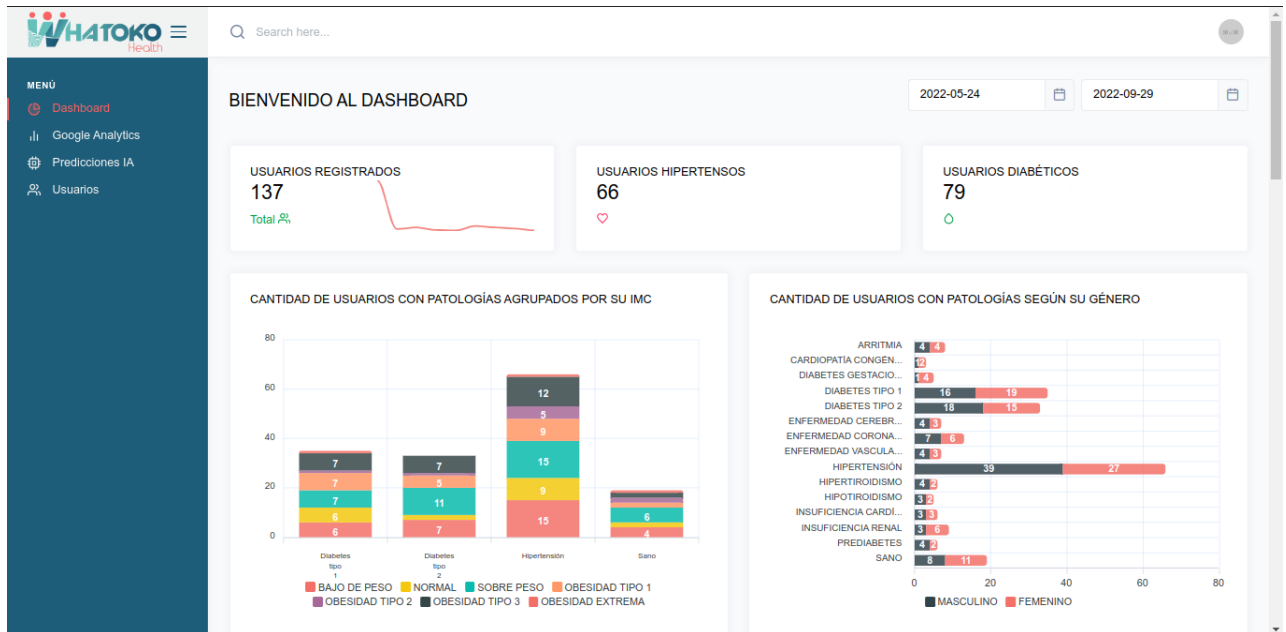 WHATOKO
Health
Search here...
MENÚ
Dashboard
Google Analytics
Predicciones IA
Usuarios
BIENVENIDO AL DASHBOARD
2022-05-24
2022-09-29
USUARIOS REGISTRADOS
137
Total
USUARIOS HIPERTENSOS
66
USUARIOS DIABÉTICOS
79
CANTIDAD DE USUARIOS CON PATOLOGÍAS AGRUPADOS POR SU IMC
80
60
40
20
0
7
7
7
6
6
7
5
11
7
12
5
9
15
9
15
6
4
Diabetes
tipo
1
Diabetes
tipo
2
Hipertensión
Sano
BAJO DE PESO NORMAL SOBRE PESO OBESIDAD TIPO 1
OBESIDAD TIPO 2 OBESIDAD TIPO 3 OBESIDAD EXTREMA
CANTIDAD DE USUARIOS CON PATOLOGÍAS SEGÚN SU GÉNERO
ARRITMIA 4 4
CARDIOPATÍA CONGÉN... 1 2
DIABETES GESTACIO... 1 4
DIABETES TIPO 1 16 19
DIABETES TIPO 2 18 15
ENFERMEDAD CEREBR... 4 3
ENFERMEDAD CORONA... 7 6
ENFERMEDAD VASCULA... 4 3
HIPERTENSIÓN 39 27
HIPERTIROIDISMO 4 2
HIPOTIROIDISMO 3 2
INSUFICIENCIA CARDÍ... 3 3
INSUFICIENCIA RENAL 3 6
PREDIABETES 4 2
SANO 8 11
0 20 40 60 80
MASCULINO FEMENINO